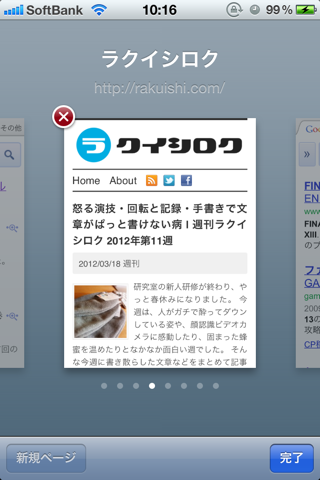 SoftBank 10:16 99%
ラクイシロク
http://rakuishi.com/
その他
ラクイシロク
Home About
怒る演技・回転と記録・手書きで文
章がぱっと書けない病 | 週刊ラクイ
シロク 2012年第11週
2012/03/18 週刊
研究室の新人研修が終わり、や
っと春休みになりました。 今
週は、人がガチで酔ってダウン
している姿や、顔認識ビデオカ
メラに感動したり、固まった蜂
蜜を温めたりとなかなか面白い週でした。 そん
な今週に書き散らした文章などをまとめて記事
回の
Goo
»
FIN
EN
FINA
XIII.
ファ
GA
gam
2009
13の
CP
新規ページ
完了